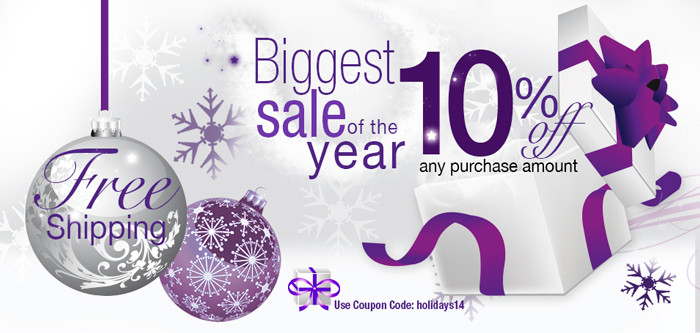 Free
Shipping
Biggest
sale of the
year
10% off
any purchase amount
Use Coupon Code: holidays14